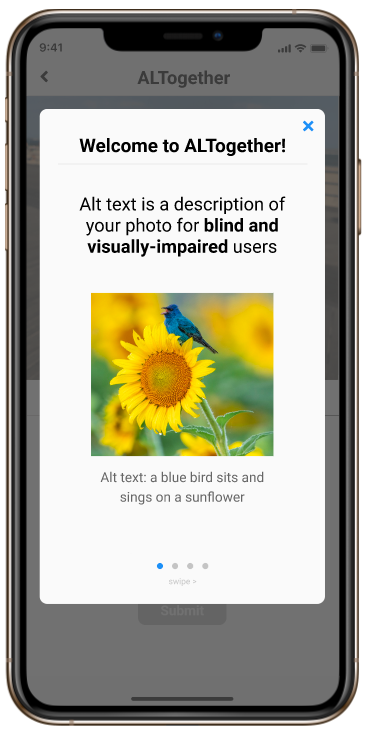 9:41
ALTogether
Welcome to ALTogether!
Alt text is a description of
your photo for blind and
visually-impaired users
Alt text: a blue bird sits and
sings on a sunflower
swipe >
Submit